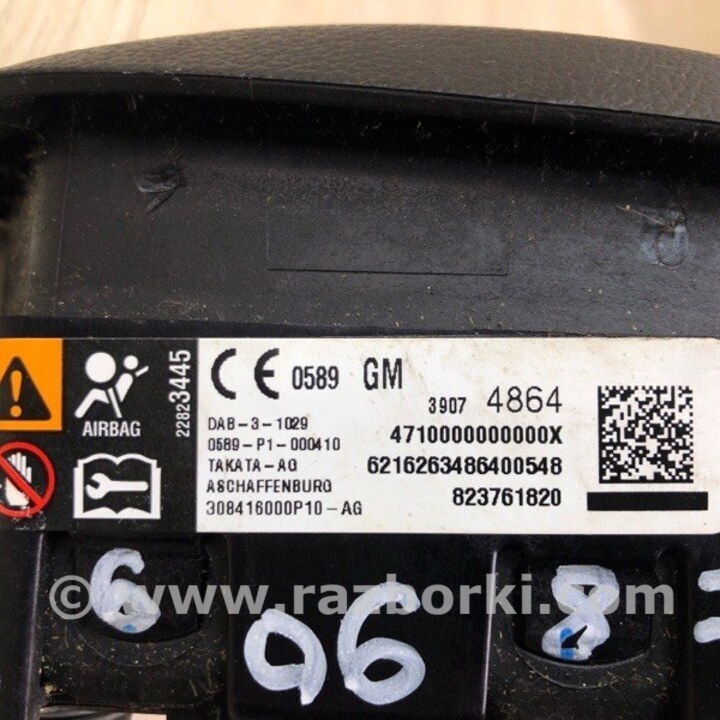 CE 0589 GM
3907 4864
22823445
AIRBAG
DAB-3-1029
0589-P1-000410
TAKATA-AG
ASCHAFFENBURG
308416000P10-AG
4710000000000X
6216263486400548
823761820
©www.razborki.com
6 06 8